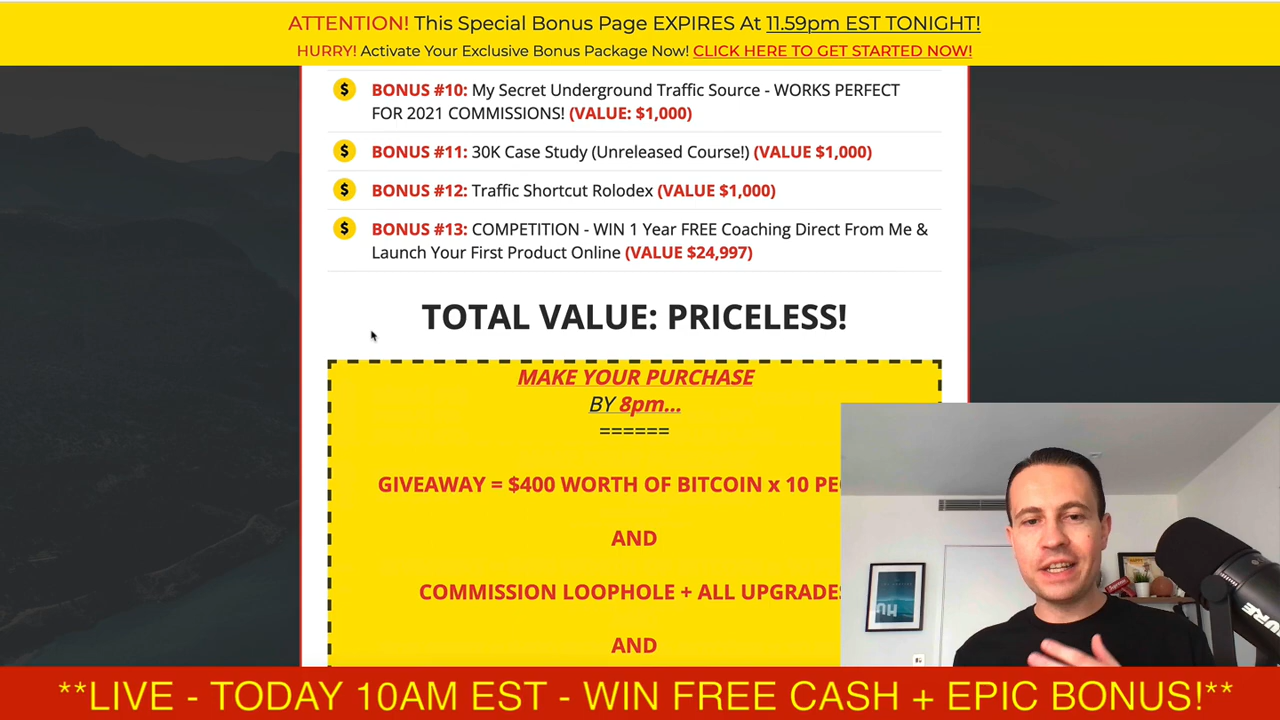 ATTENTION! This Special Bonus Page EXPIRES At 11.59pm EST TONIGHT!
HURRY! Activate Your Exclusive Bonus Package Now! CLICK HERE TO GET STARTED NOW!
$ BONUS #10: My Secret Underground Traffic Source - WORKS PERFECT
FOR 2021 COMMISSIONS! (VALUE: $1,000)
$ BONUS #11: 30K Case Study (Unreleased Course!) (VALUE $1,000)
$ BONUS #12: Traffic Shortcut Rolodex (VALUE $1,000)
$ BONUS #13: COMPETITION - WIN 1 Year FREE Coaching Direct From Me &
Launch Your First Product Online (VALUE $24,997)
TOTAL VALUE: PRICELESS!
MAKE YOUR PURCHASE
BY 8pm...
======
GIVEAWAY = $400 WORTH OF BITCOIN x 10
AND
COMMISSION LOOPHOLE + ALL UPGRADES
AND
**LIVE - TODAY 10AM EST - WIN FREE CASH + EPIC BONUS!**